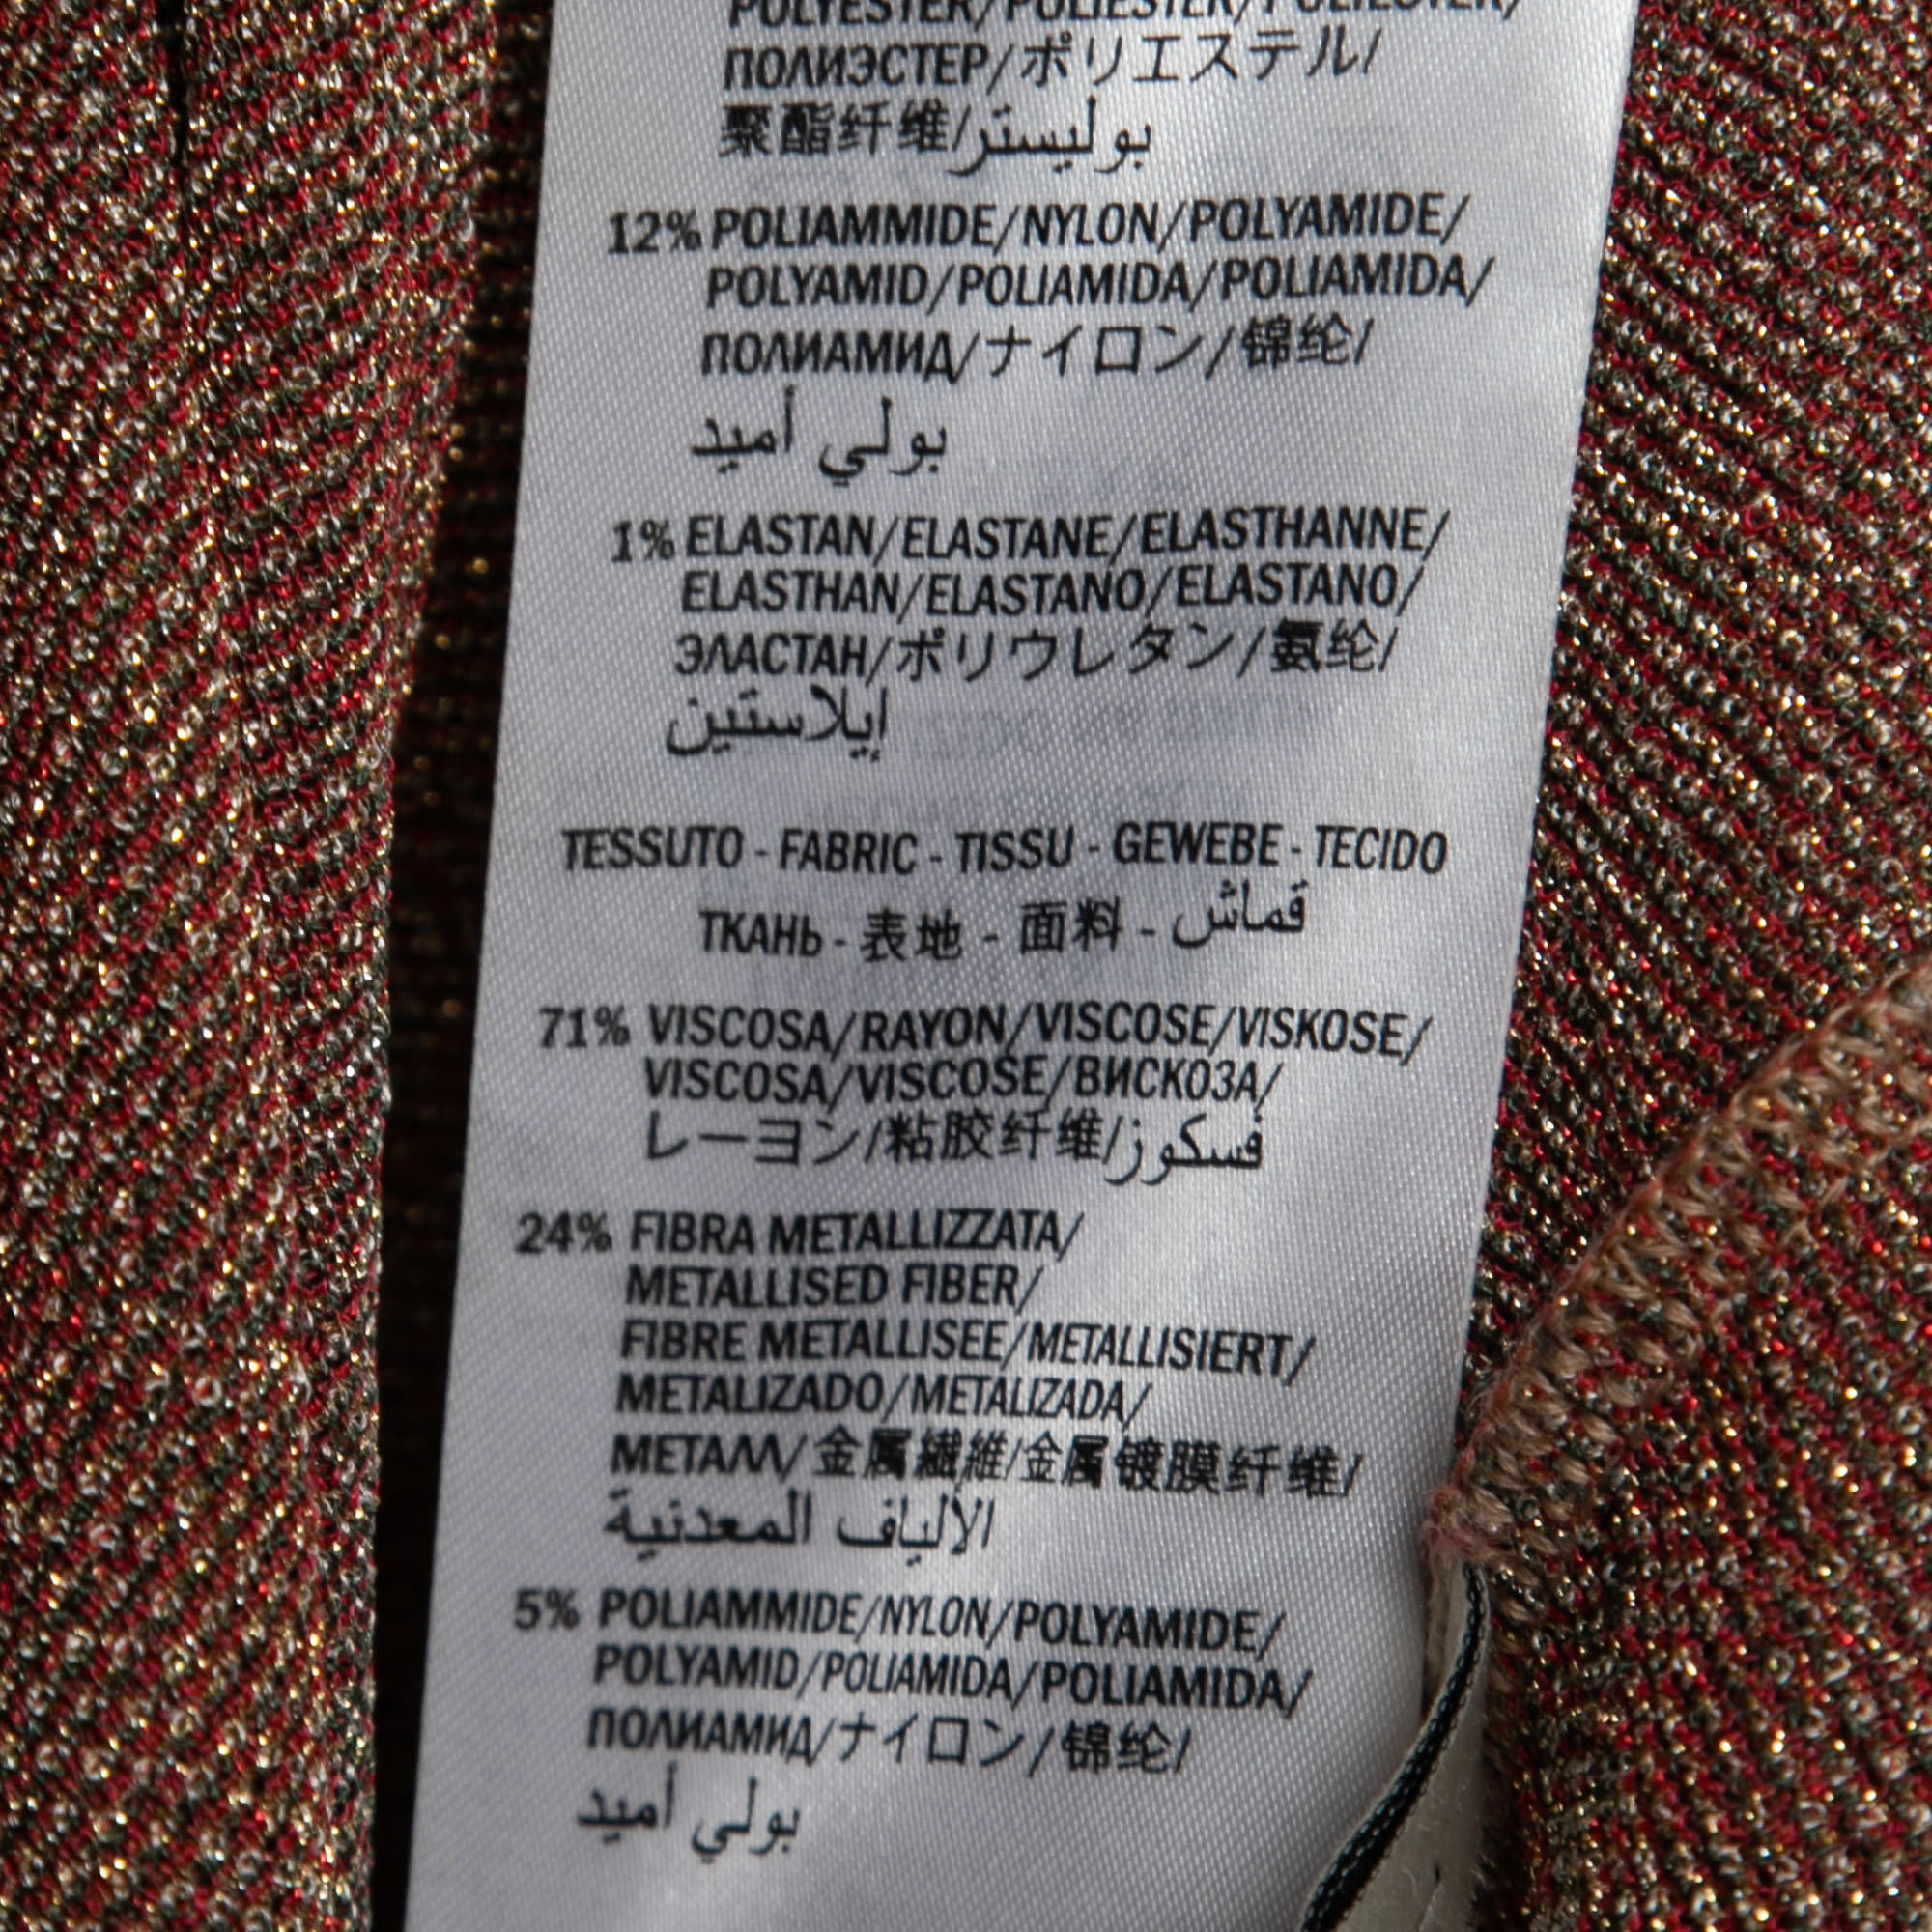 POLYESTER/POLIESTER/POLIÉSTER/
ПОЛИЭСТЕР/ポリエステル/
聚酯纤维/بوليستر
12% POLIAMMIDE/NYLON/POLYAMIDE/
POLYAMID/POLIAMIDA/POLIAMIDA/
ПОЛИАМИД/ナイロン/锦纶/
بولي أميد
1% ELASTAN/ELASTANE/ELASTHANNE/
ELASTHAN/ELASTANO/ELASTANO/
ЭЛАСТАН/ポリウレタン/氨纶/
إيلاستين
TESSUTO - FABRIC - TISSU - GEWEBE - TECIDO
ТКАНЬ - 表地 - 面料 - قماش
71% VISCOSA/RAYON/VISCOSE/VISKOSE/
VISCOSA/VISCOSE/ВИСКОЗА/
レーヨン/粘胶纤维/فسكوز
24% FIBRA METALLIZZATA/
METALLISED FIBER/
FIBRE METALLISEE/METALLISIERT/
METALIZADO/METALIZADA/
МЕТАЛЛ/金属繊維/金属镀膜纤维/
الألياف المعدنية
5% POLIAMMIDE/NYLON/POLYAMIDE/
POLYAMID/POLIAMIDA/POLIAMIDA/
ПОЛИАМИД/ナイロン/锦纶/
بولي أميد